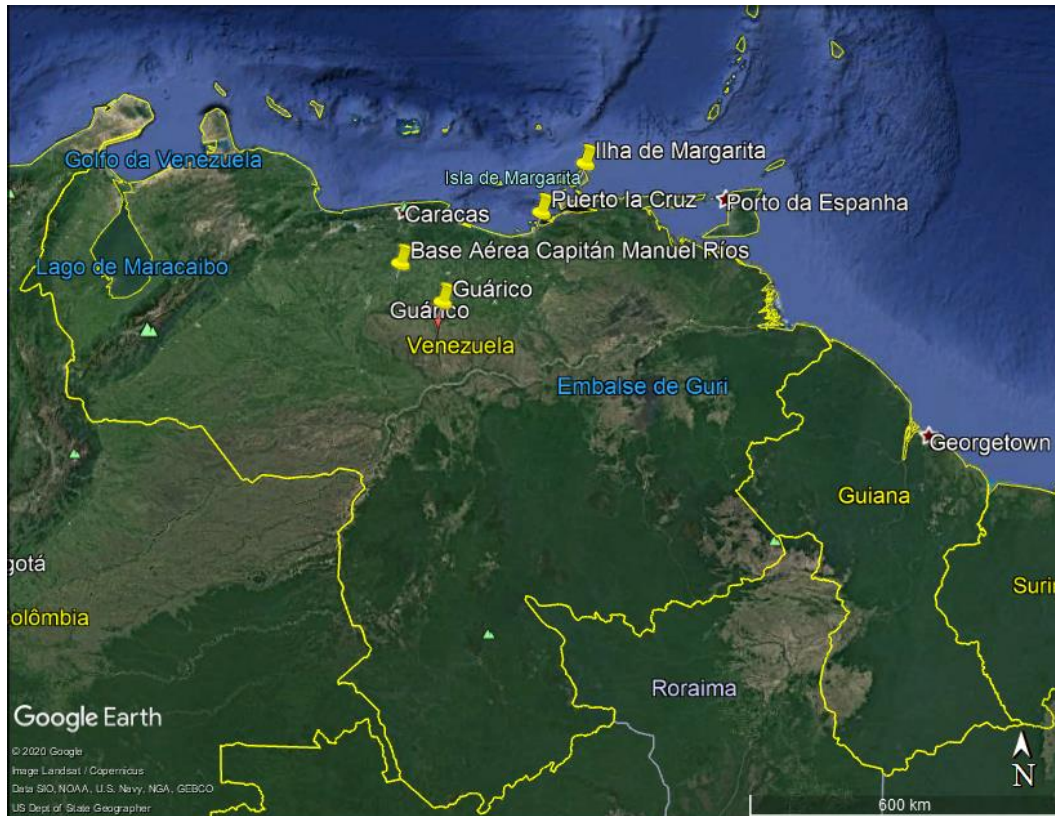 Ilha de Margarita
Golfo da Venezuela
Isla de Margarita
Puerto la Cruz
Porto da Espanha
Caracas
Base Aérea Capitán Manuel Ríos
Lago de Maracaibo
Guárico
Guárico
Venezuela
Embalse de Guri
Georgetown
Guiana
gotá
Surin
olômbia
Roraima
Google Earth
© 2020 Google
Image Landsat / Copernicus
Data SIO, NOAA, U.S. Navy, NGA, GEBCO
US Dept of State Geographer
N
600 km